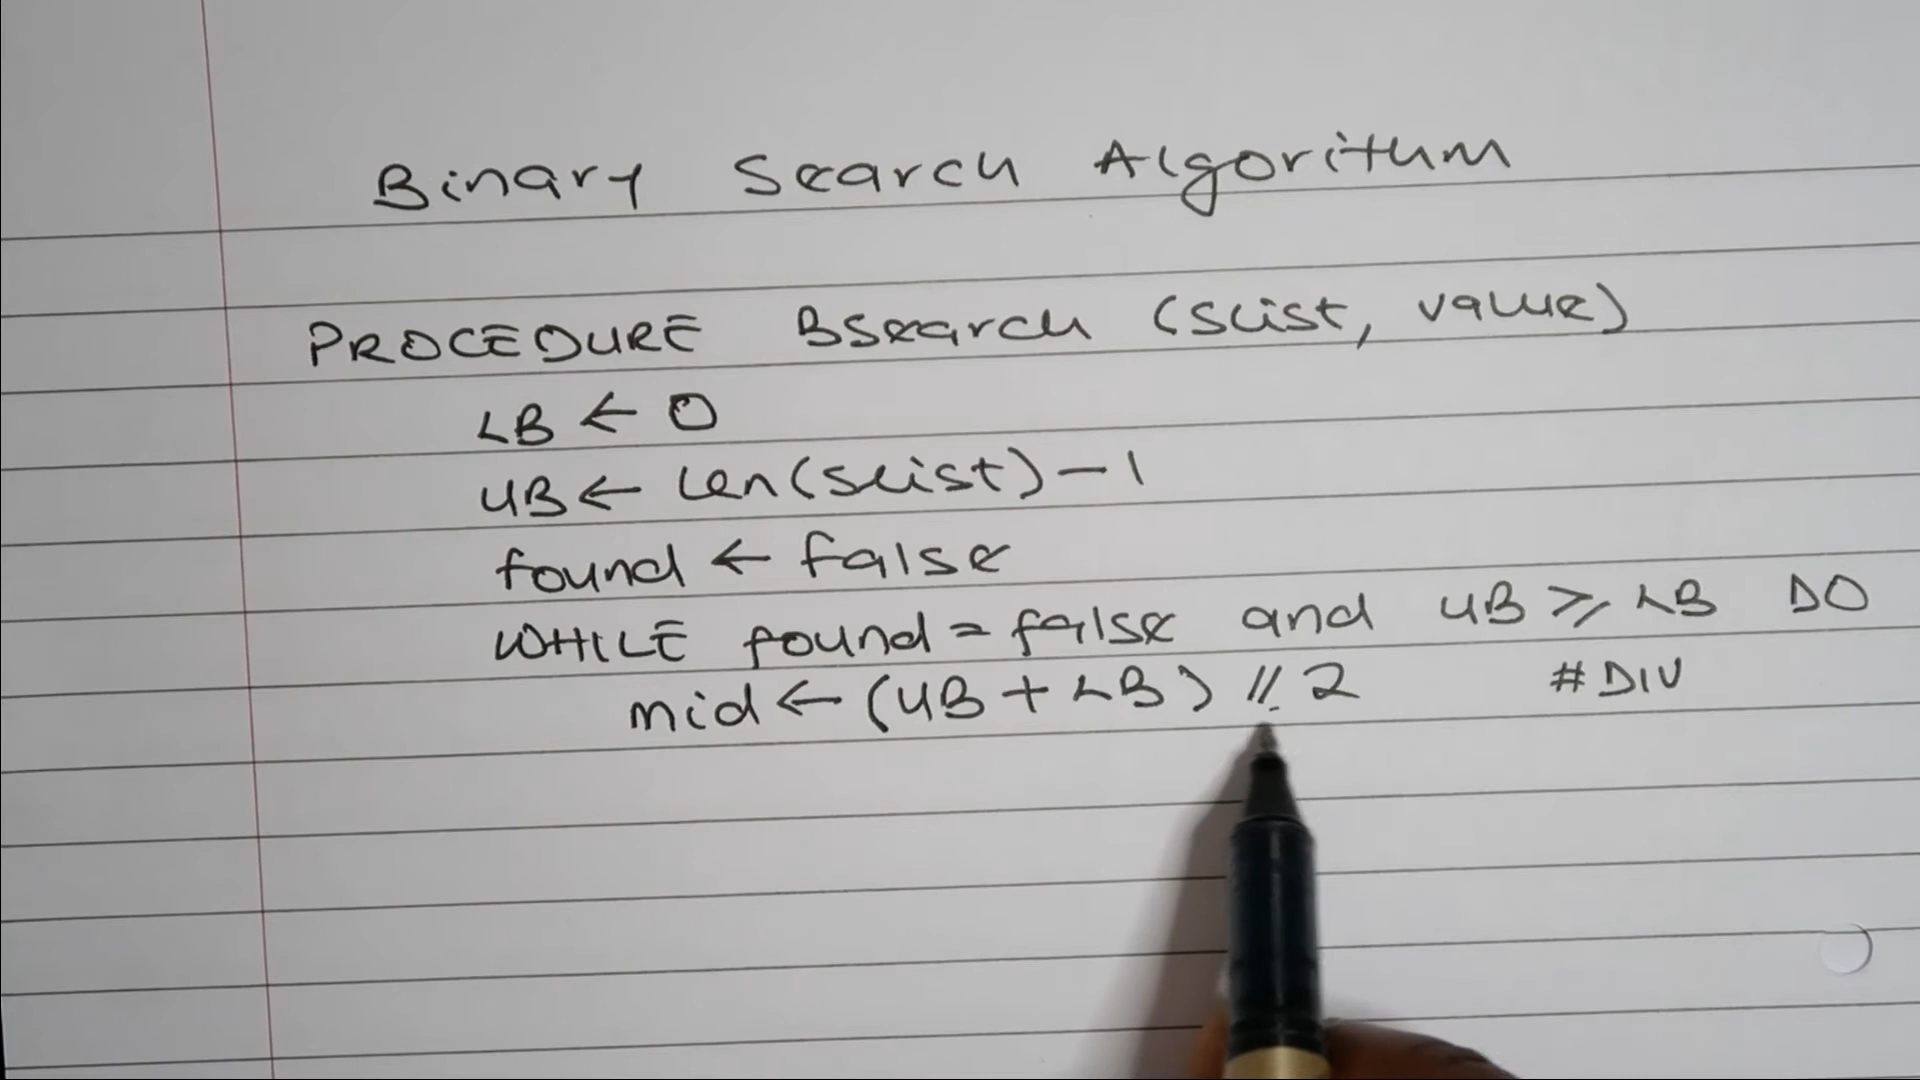 Binary Search Algorithm
PROCEDURE Bsearch (slist, value)
LB ← 0
UB ← len(slist) - 1
found ← false
WHILE found = false and UB ≥ LB DO
mid ← (UB + LB) // 2 #DIV